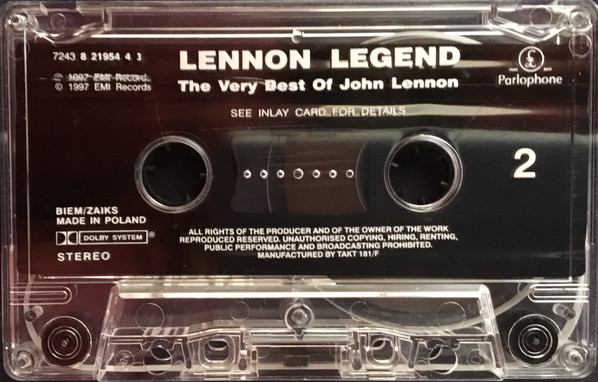 7243 8 21954 4 3
LENNON LEGEND
℗ 1997 EMI Records
© 1997 EMI Records
The Very Best Of John Lennon
Parlophone
SEE INLAY CARD FOR DETAILS
2
BIEM/ZAIKS
MADE IN POLAND
DOLBY SYSTEM ®
STEREO
ALL RIGHTS OF THE PRODUCER AND OF THE OWNER OF THE WORK
REPRODUCED RESERVED. UNAUTHORISED COPYING, HIRING, RENTING,
PUBLIC PERFORMANCE AND BROADCASTING PROHIBITED.
MANUFACTURED BY TAKT 181/F